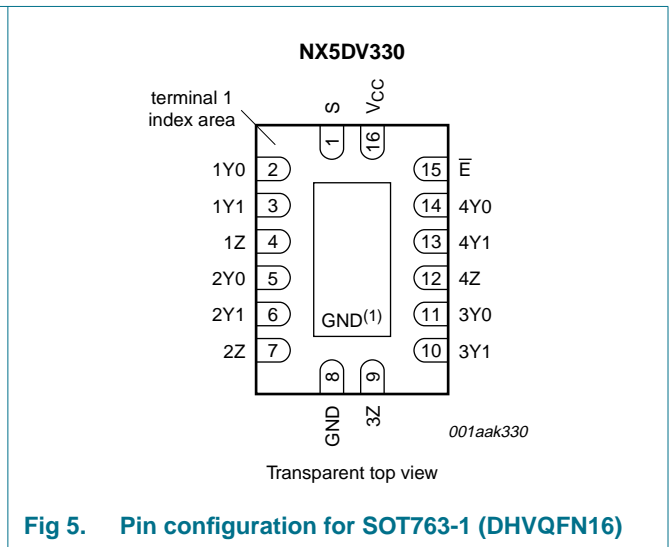 NX5DV330
terminal 1
index area
S
VCC
1
16
1Y0 2
15 E̅
1Y1 3
14 4Y0
1Z 4
13 4Y1
2Y0 5
12 4Z
2Y1 6
11 3Y0
GND(1)
2Z 7
10 3Y1
8
9
GND
3Z
001aak330
Transparent top view
Fig 5. Pin configuration for SOT763-1 (DHVQFN16)